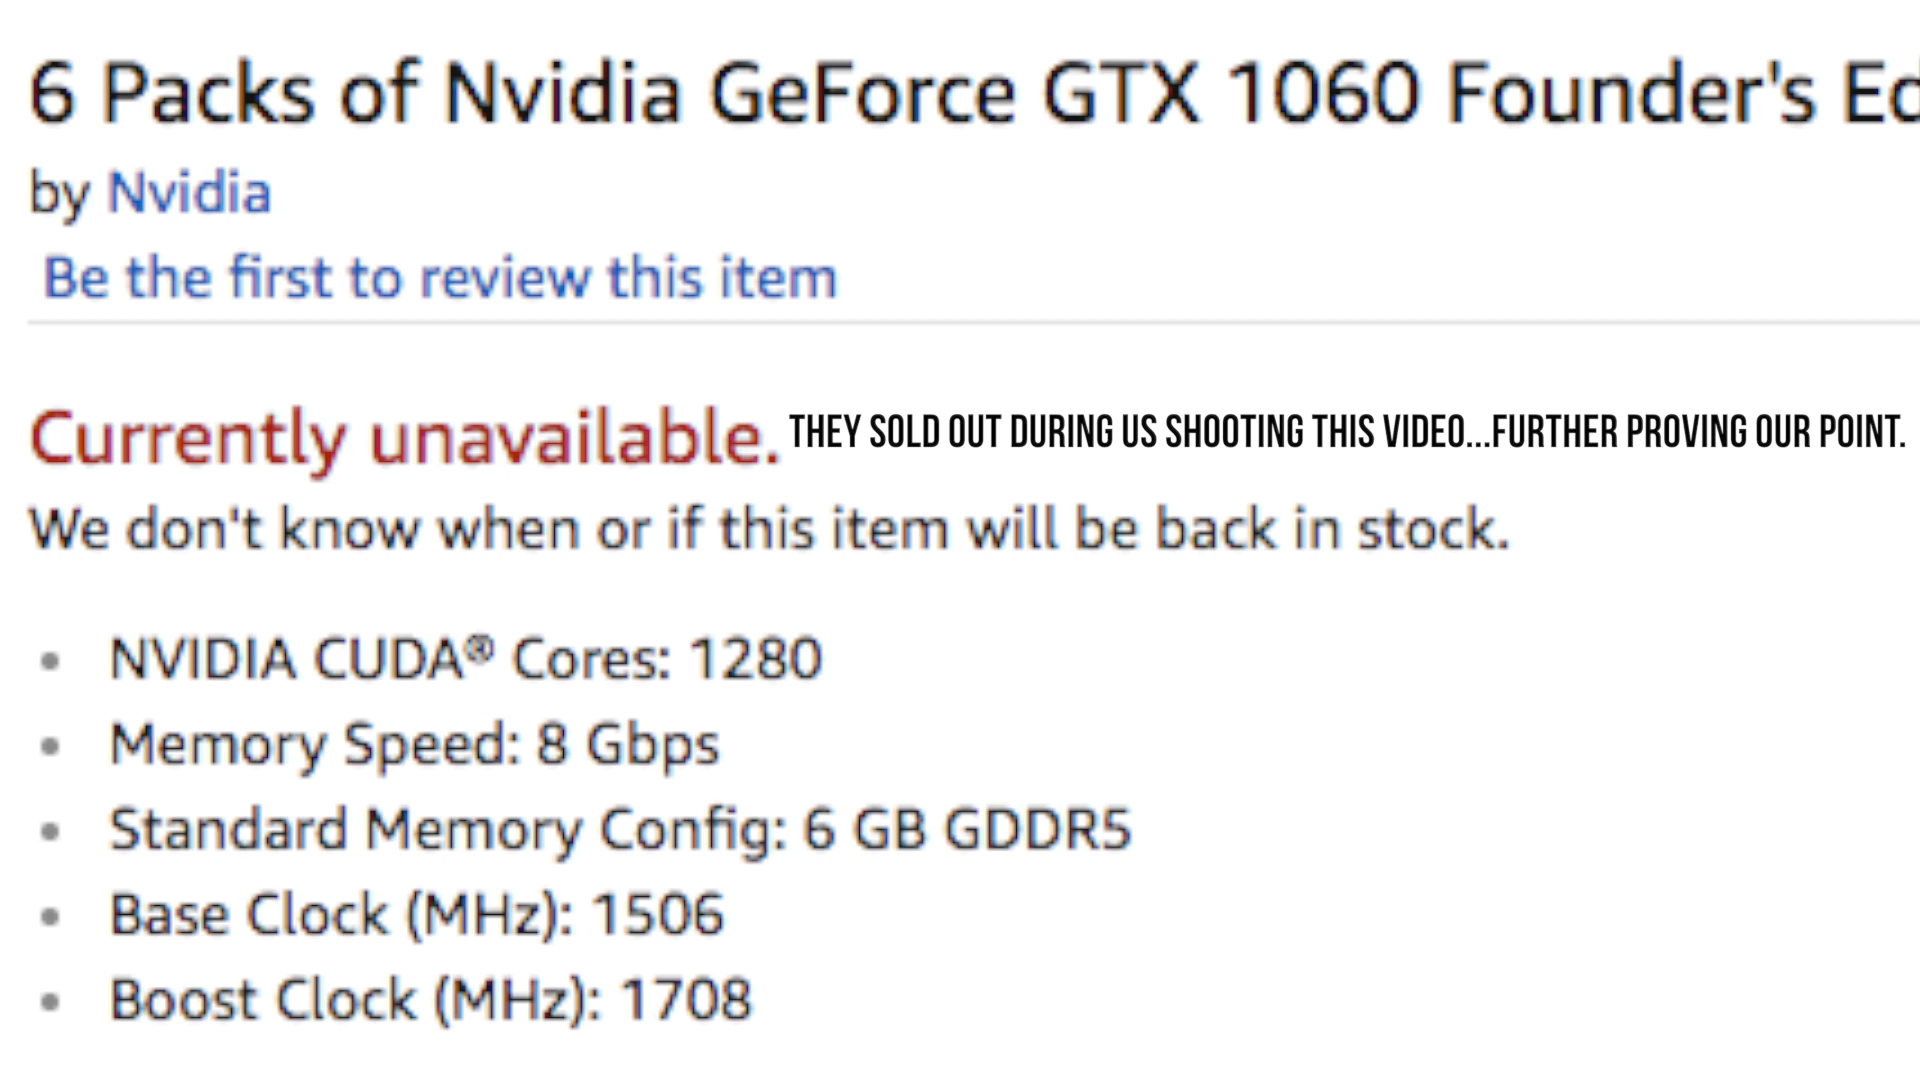 6 Packs of Nvidia GeForce GTX 1060 Founder's Ed
by Nvidia
Be the first to review this item
Currently unavailable. THEY SOLD OUT DURING US SHOOTING THIS VIDEO...FURTHER PROVING OUR POINT.
We don't know when or if this item will be back in stock.
• NVIDIA CUDA® Cores: 1280
• Memory Speed: 8 Gbps
• Standard Memory Config: 6 GB GDDR5
• Base Clock (MHz): 1506
• Boost Clock (MHz): 1708